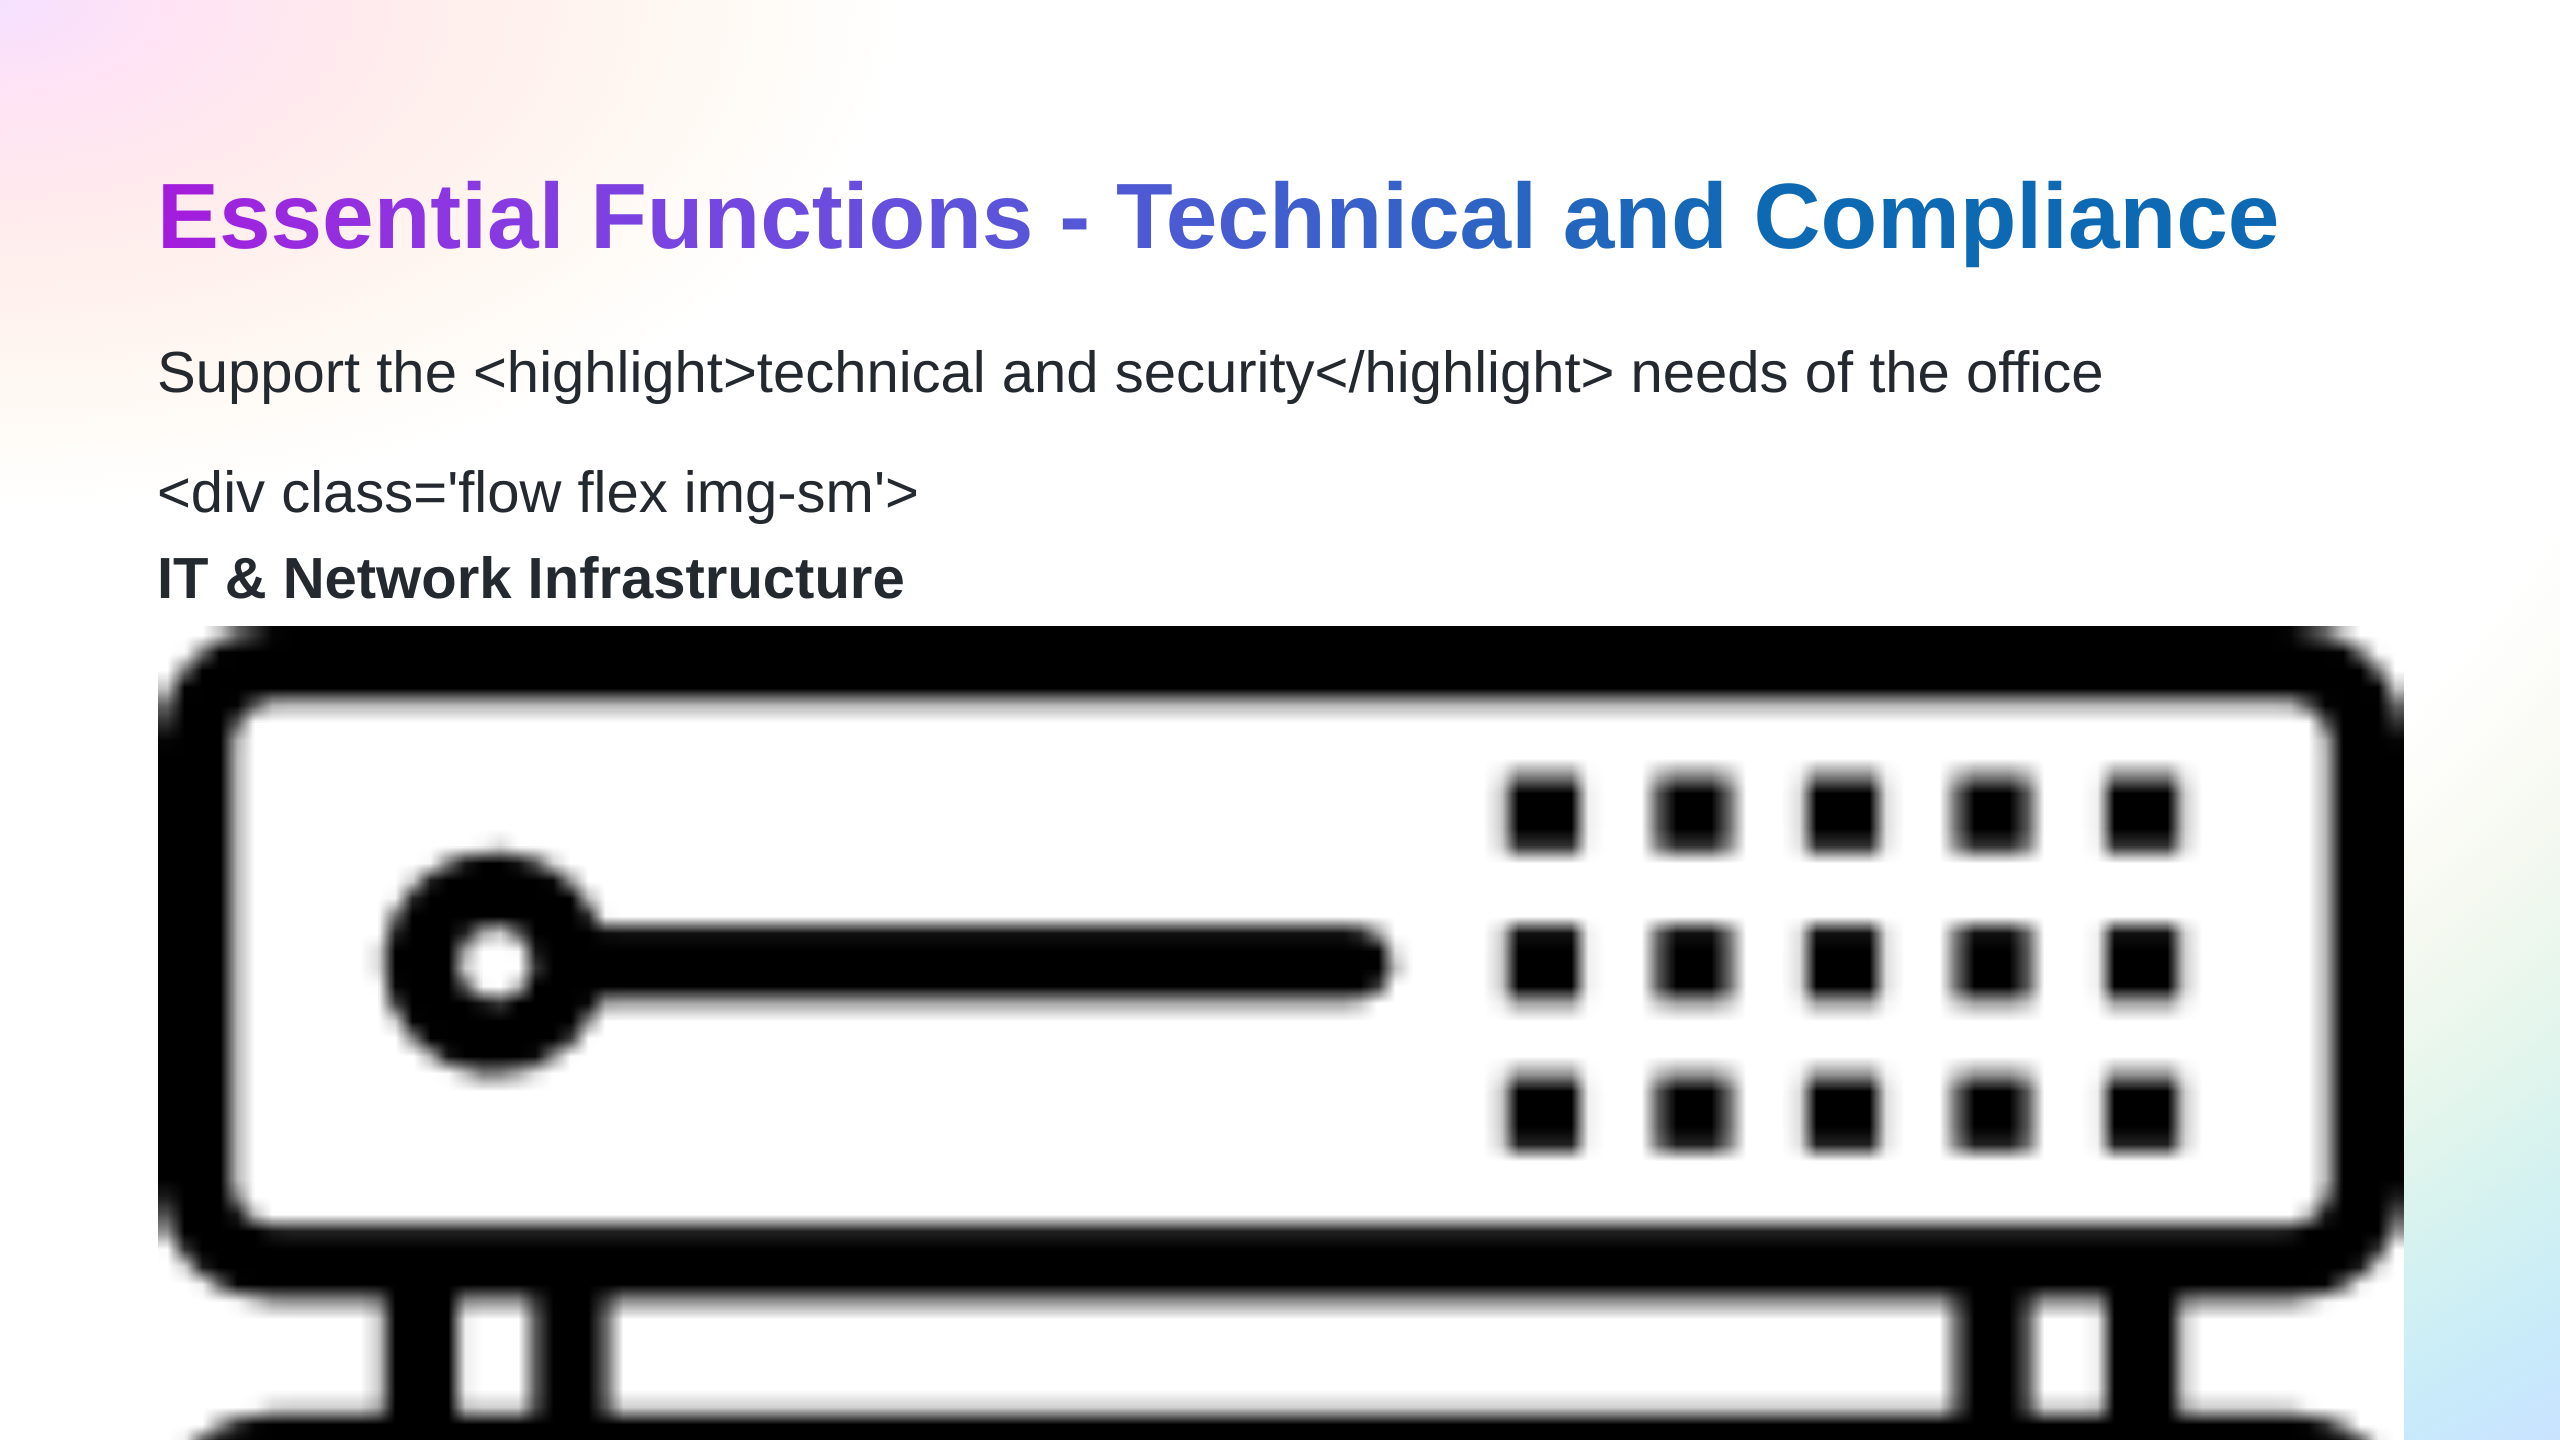 Essential Functions - Technical and Compliance
Support the <highlight>technical and security</highlight> needs of the office
<div class='flow flex img-sm'>
IT & Network Infrastructure